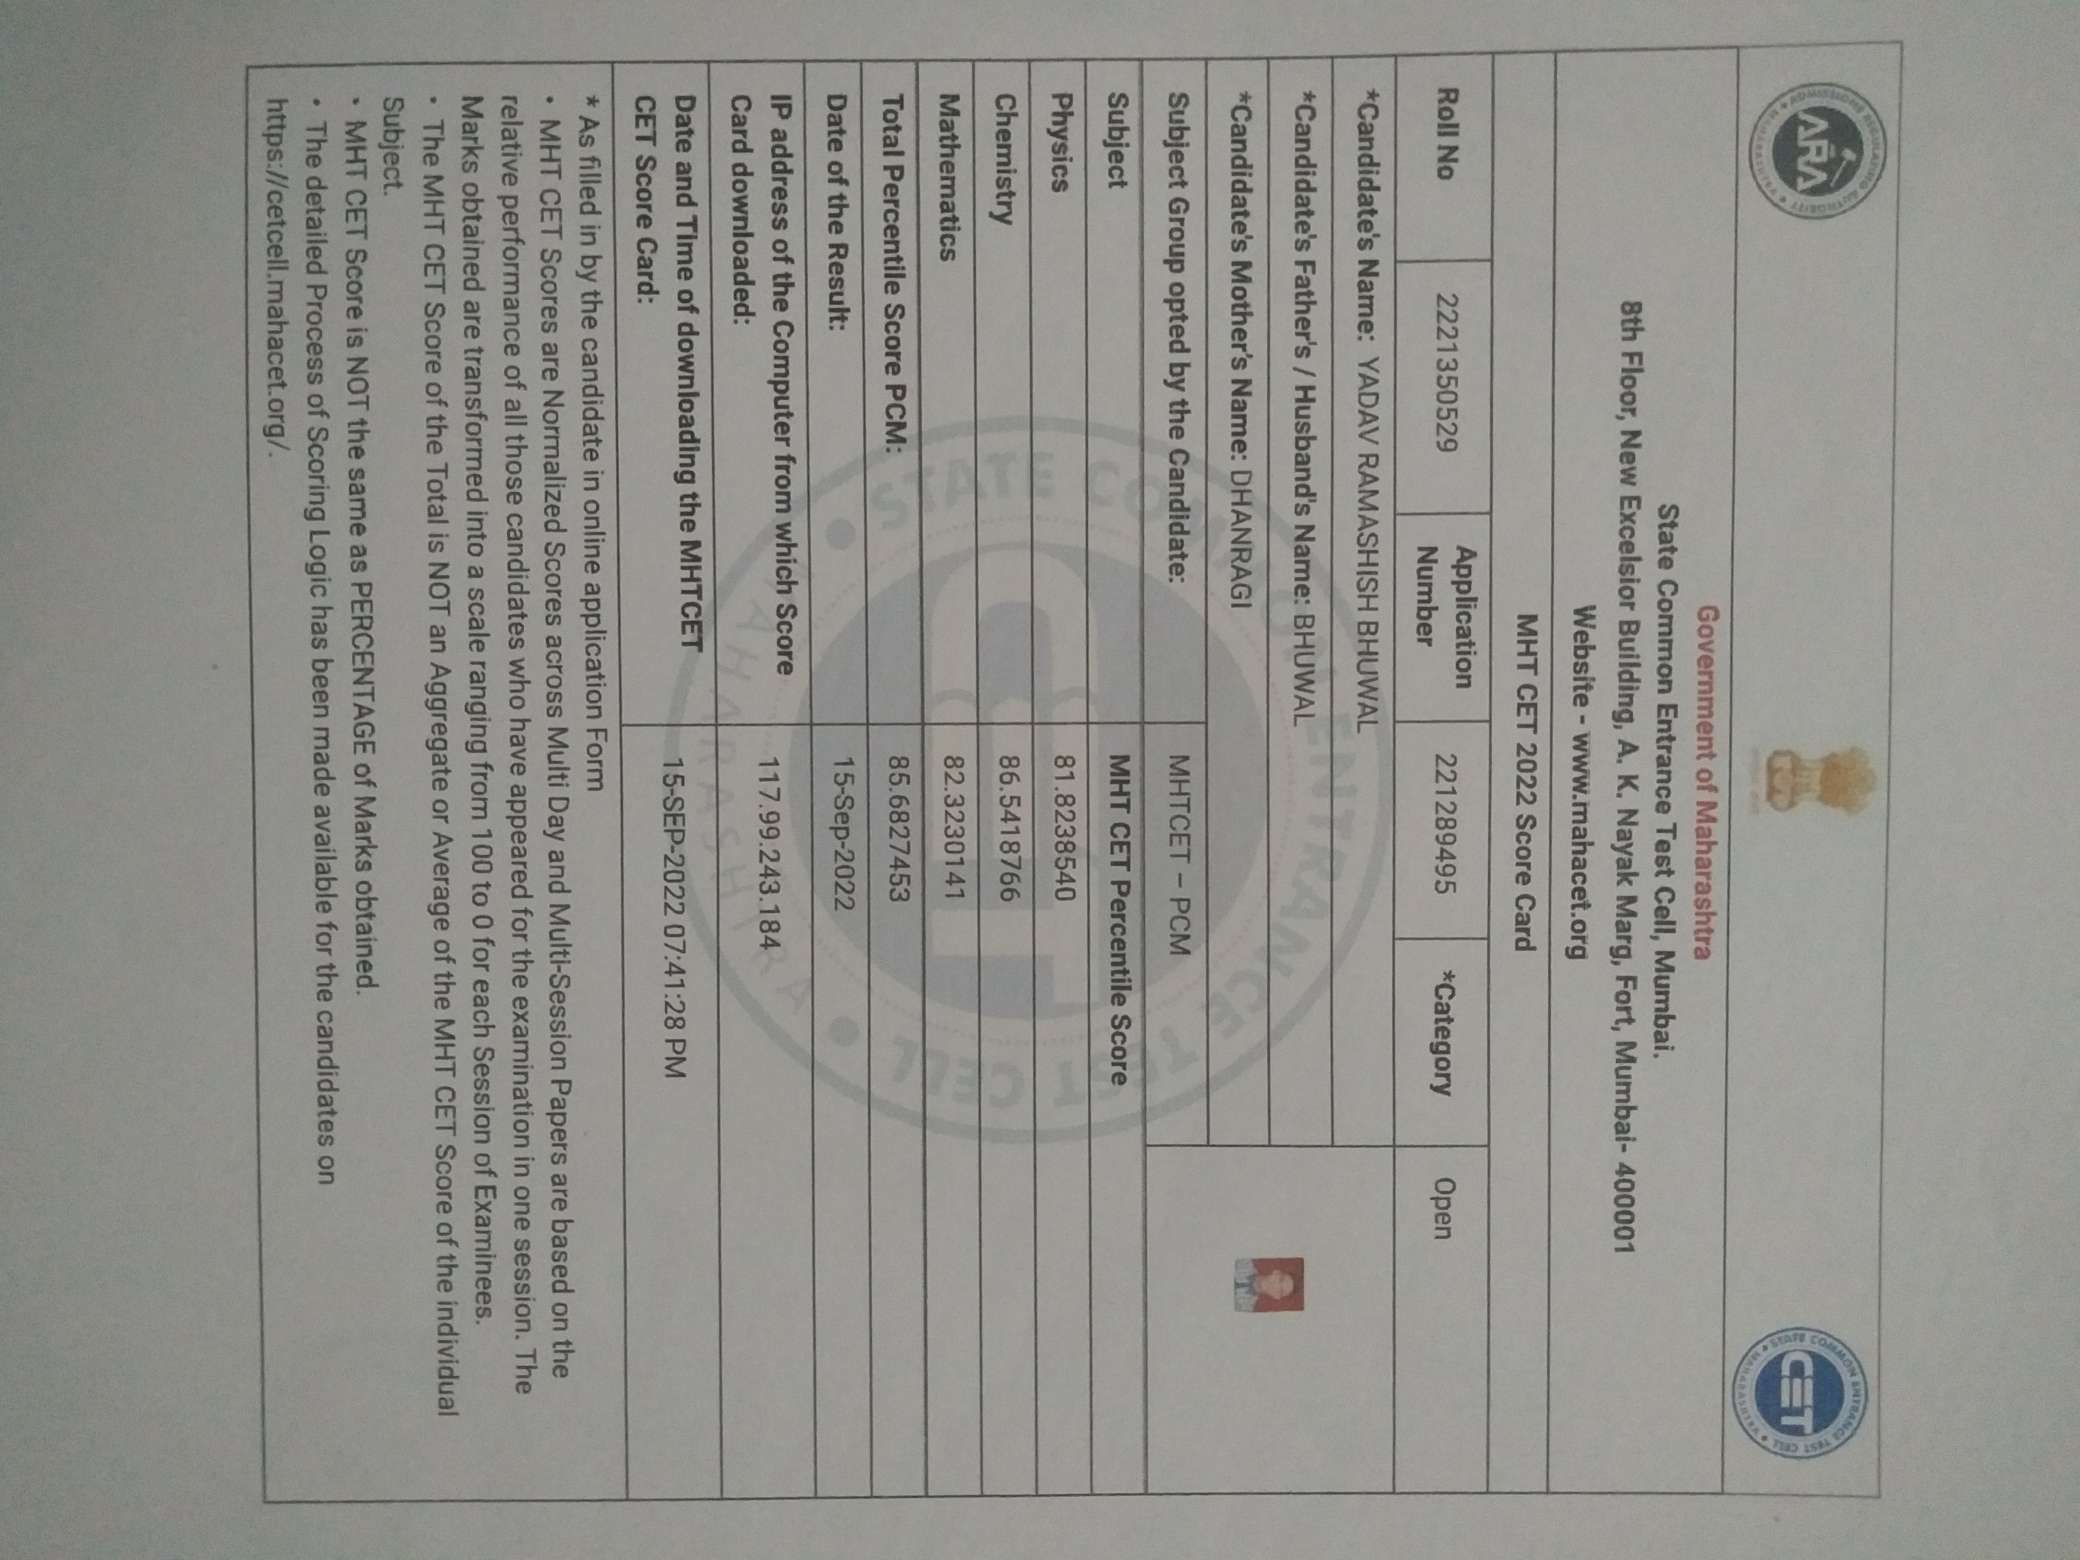 ADMISSIONS REGULATING AUTHORITY
ARA
MAHARASHTRA
STATE COMMON ENTRANCE TEST CELL
CET
MAHARASHTRA
Government of Maharashtra
State Common Entrance Test Cell, Mumbai.
8th Floor, New Excelsior Building, A. K. Nayak Marg, Fort, Mumbai- 400001
Website - www.mahacet.org
MHT CET 2022 Score Card
Roll No 2221350529 Application Number 221289495 *Category Open
*Candidate's Name: YADAV RAMASHISH BHUWAL
*Candidate's Father's / Husband's Name: BHUWAL
*Candidate's Mother's Name: DHANRAGI
Subject Group opted by the Candidate: MHTCET – PCM
Subject MHT CET Percentile Score
Physics 81.8238540
Chemistry 86.5418766
Mathematics 82.3230141
Total Percentile Score PCM: 85.6827453
Date of the Result: 15-Sep-2022
IP address of the Computer from which Score
Card downloaded: 117.99.243.184
Date and Time of downloading the MHTCET
CET Score Card: 15-SEP-2022 07:41:28 PM
* As filled in by the candidate in online application Form
• MHT CET Scores are Normalized Scores across Multi Day and Multi-Session Papers are based on the
relative performance of all those candidates who have appeared for the examination in one session. The
Marks obtained are transformed into a scale ranging from 100 to 0 for each Session of Examinees.
• The MHT CET Score of the Total is NOT an Aggregate or Average of the MHT CET Score of the individual
Subject.
• MHT CET Score is NOT the same as PERCENTAGE of Marks obtained.
• The detailed Process of Scoring Logic has been made available for the candidates on
https://cetcell.mahacet.org/.
STATE COMMON ENTRANCE TEST CELL
MAHARASHTRA